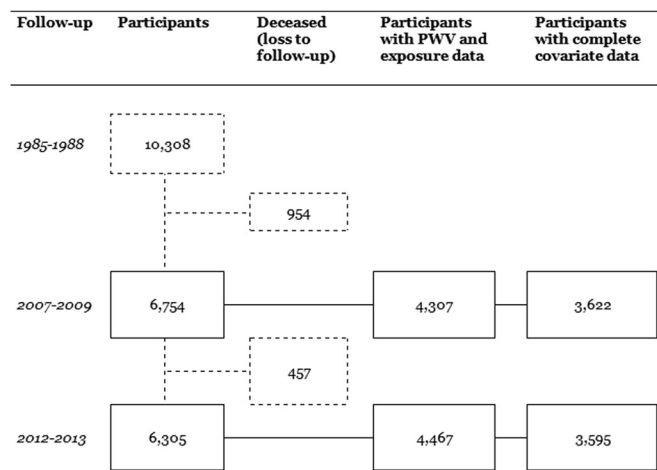 Follow-up Participants Deceased Participants Participants
(loss to with PWV and with complete
follow-up) exposure data covariate data
1985-1988 10,308
954
2007-2009 6,754 4,307 3,622
457
2012-2013 6,305 4,467 3,595